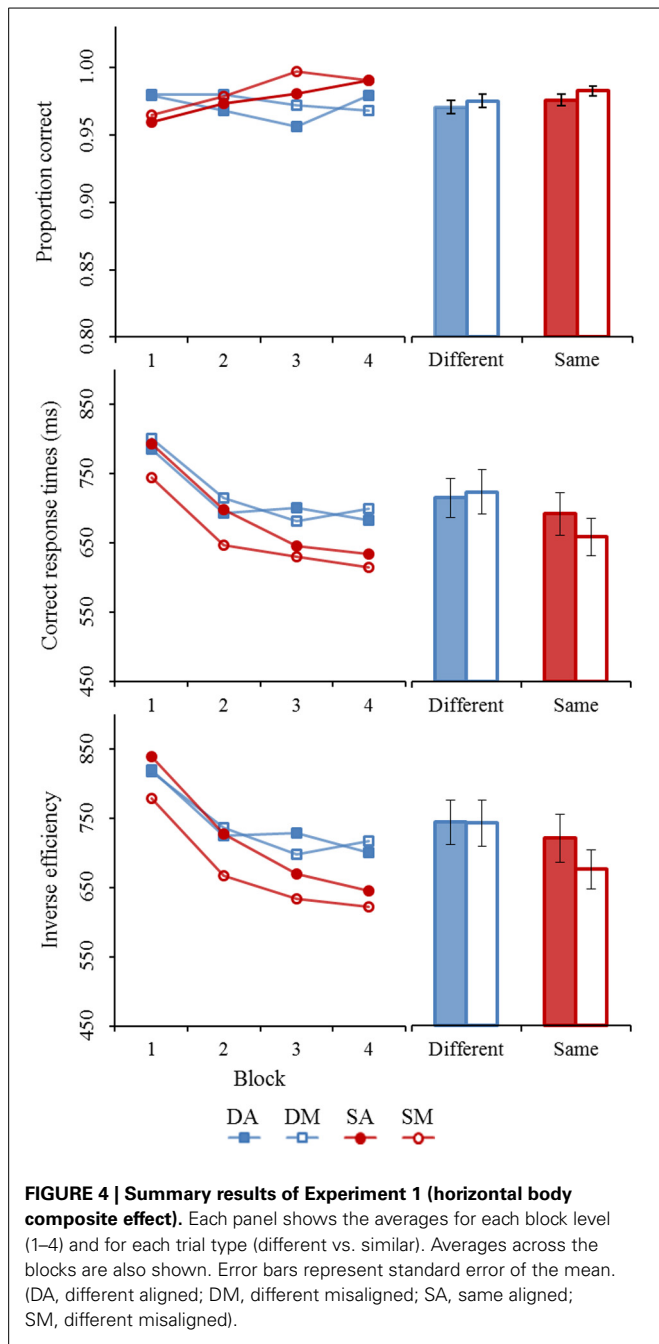 Proportion correct
1.00
0.95
0.90
0.85
0.80
1 2 3 4 Different Same
Correct response times (ms)
850
750
650
550
450
1 2 3 4 Different Same
Inverse efficiency
850
750
650
550
450
1 2 3 4 Different Same
Block
DA DM SA SM
FIGURE 4 | Summary results of Experiment 1 (horizontal body
composite effect). Each panel shows the averages for each block level
(1–4) and for each trial type (different vs. similar). Averages across the
blocks are also shown. Error bars represent standard error of the mean.
(DA, different aligned; DM, different misaligned; SA, same aligned;
SM, different misaligned).